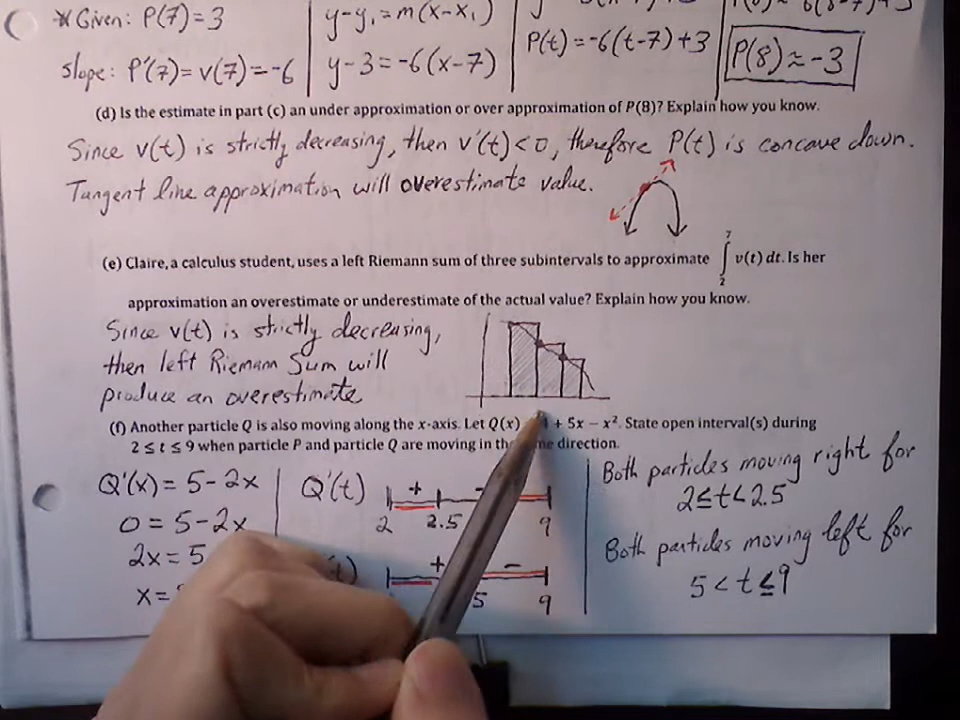 * Given: P(7) = 3
slope: P'(7) = v(7) = -6
y - y₁ = m(x - x₁)
y - 3 = -6(x - 7)
P(t) = -6(t - 7) + 3
P(8) ≈ -3
(d) Is the estimate in part (c) an under approximation or over approximation of P(8)? Explain how you know.
Since v(t) is strictly decreasing, then v'(t) < 0, therefore P(t) is concave down.
Tangent line approximation will overestimate value.
(e) Claire, a calculus student, uses a left Riemann sum of three subintervals to approximate ∫₂⁷ v(t) dt. Is her
approximation an overestimate or underestimate of the actual value? Explain how you know.
Since v(t) is strictly decreasing,
then left Riemann Sum will
produce an overestimate
(f) Another particle Q is also moving along the x-axis. Let Q(x) + 5x − x². State open interval(s) during
2 ≤ t ≤ 9 when particle P and particle Q are moving in direction.
Q'(x) = 5 - 2x
0 = 5 - 2x
2x = 5
x =
Q'(t)
+ -
2 2.5 9
+ -
5 9
Both particles moving right for
2 ≤ t < 2.5
Both particles moving left for
5 < t ≤ 9